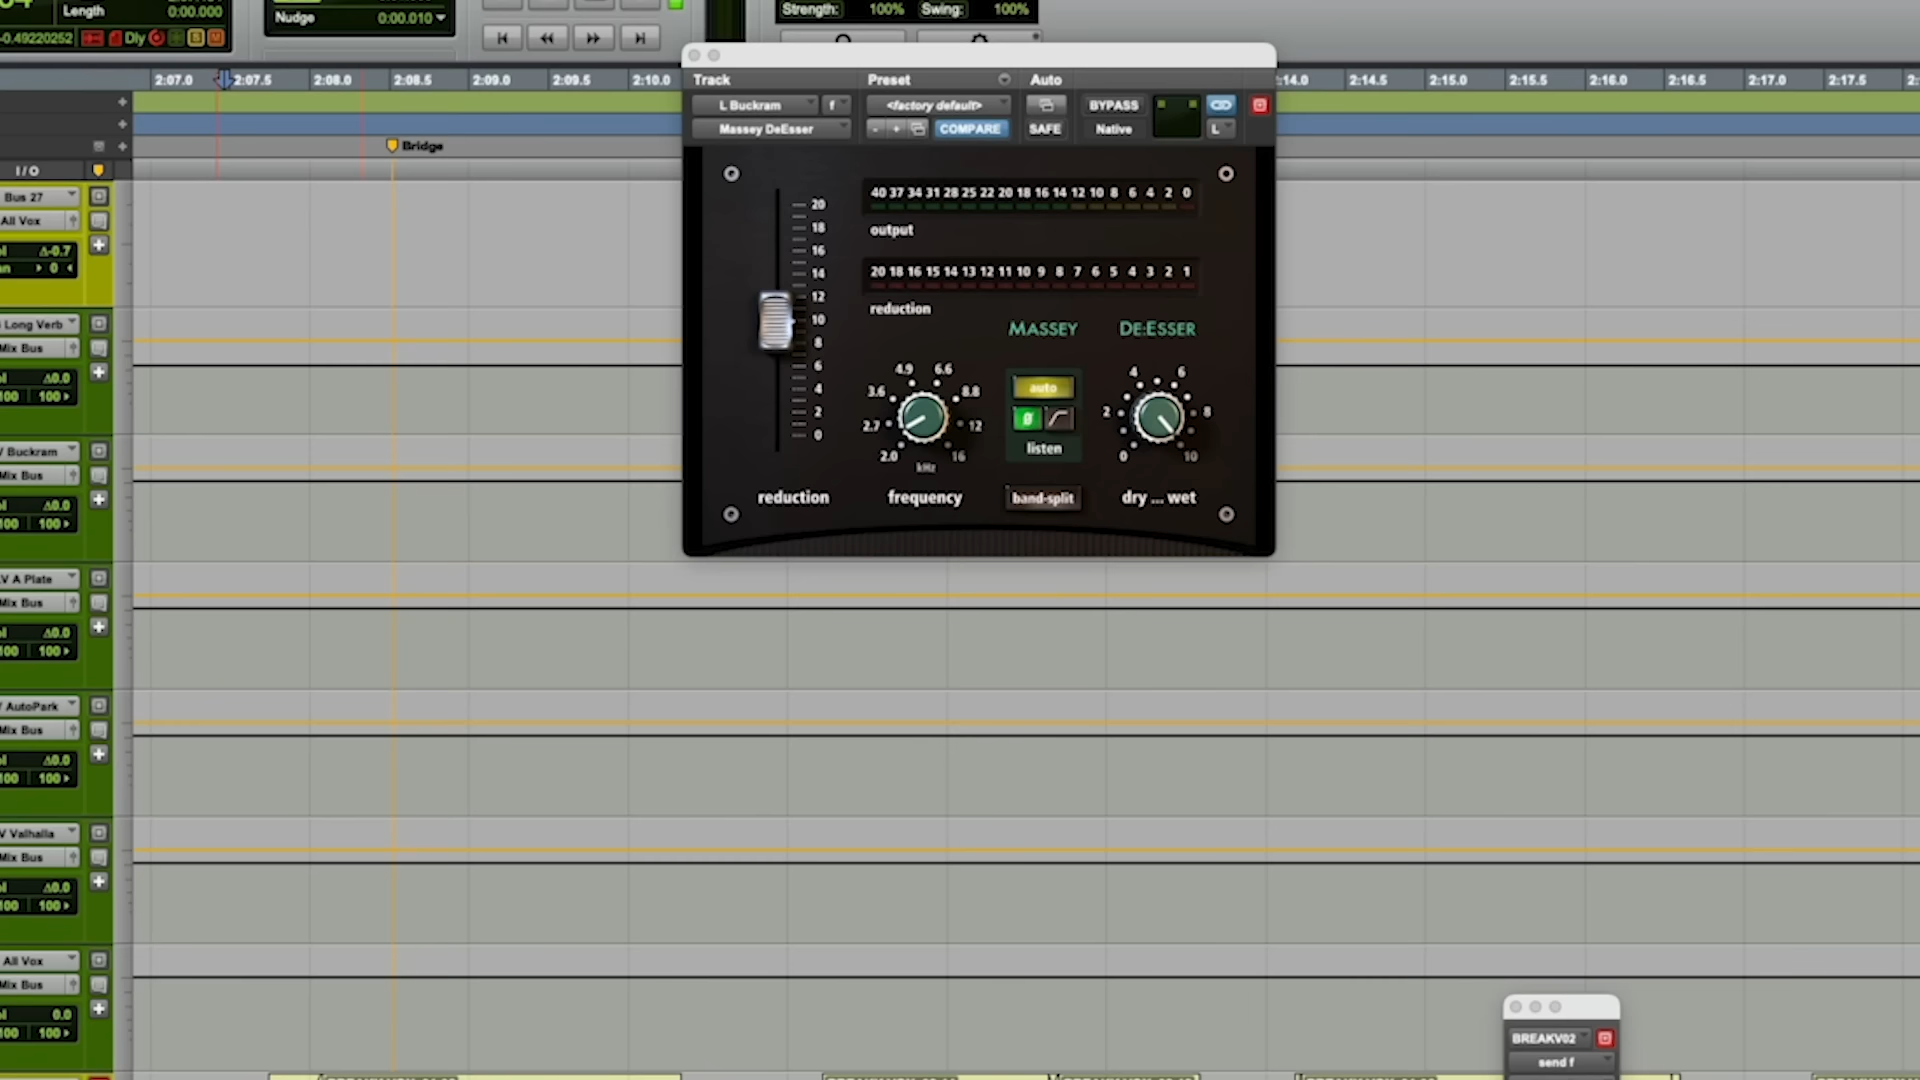 Length 0:00.000
Nudge 0:00.010
Strength: 100% Swing: 100%
-0.49220252 Dly S M
2:07.0 2:07.5 2:08.0 2:08.5 2:09.0 2:09.5 2:10.0 :14.0 2:14.5 2:15.0 2:15.5 2:16.0 2:16.5 2:17.0 2:17.5
Bridge
I/O
Bus 27
All Vox
Δ-0.7
0
Long Verb
Mix Bus
Δ0.0
100 100
Buckram
Mix Bus
Δ0.0
100 100
V A Plate
Mix Bus
Δ0.0
100 100
AutoPark
Mix Bus
Δ0.0
100 100
V Valhalla
Mix Bus
Δ0.0
100 100
All Vox
Mix Bus
0.0
100 100
Track Preset Auto
L Buckram f <factory default> BYPASS
Massey DeEsser - + COMPARE SAFE Native L
40 37 34 31 28 25 22 20 18 16 14 12 10 8 6 4 2 0
output
20 18 16 15 14 13 12 11 10 9 8 7 6 5 4 3 2 1
reduction
MASSEY DE:ESSER
20
18
16
14
12
10
8
6
4
2
0
reduction
2.0 2.7 3.6 4.9 6.6 8.8 12 16
kHz
frequency
auto
ø
listen
band-split
0 2 4 6 8 10
dry ... wet
BREAKV02
send f